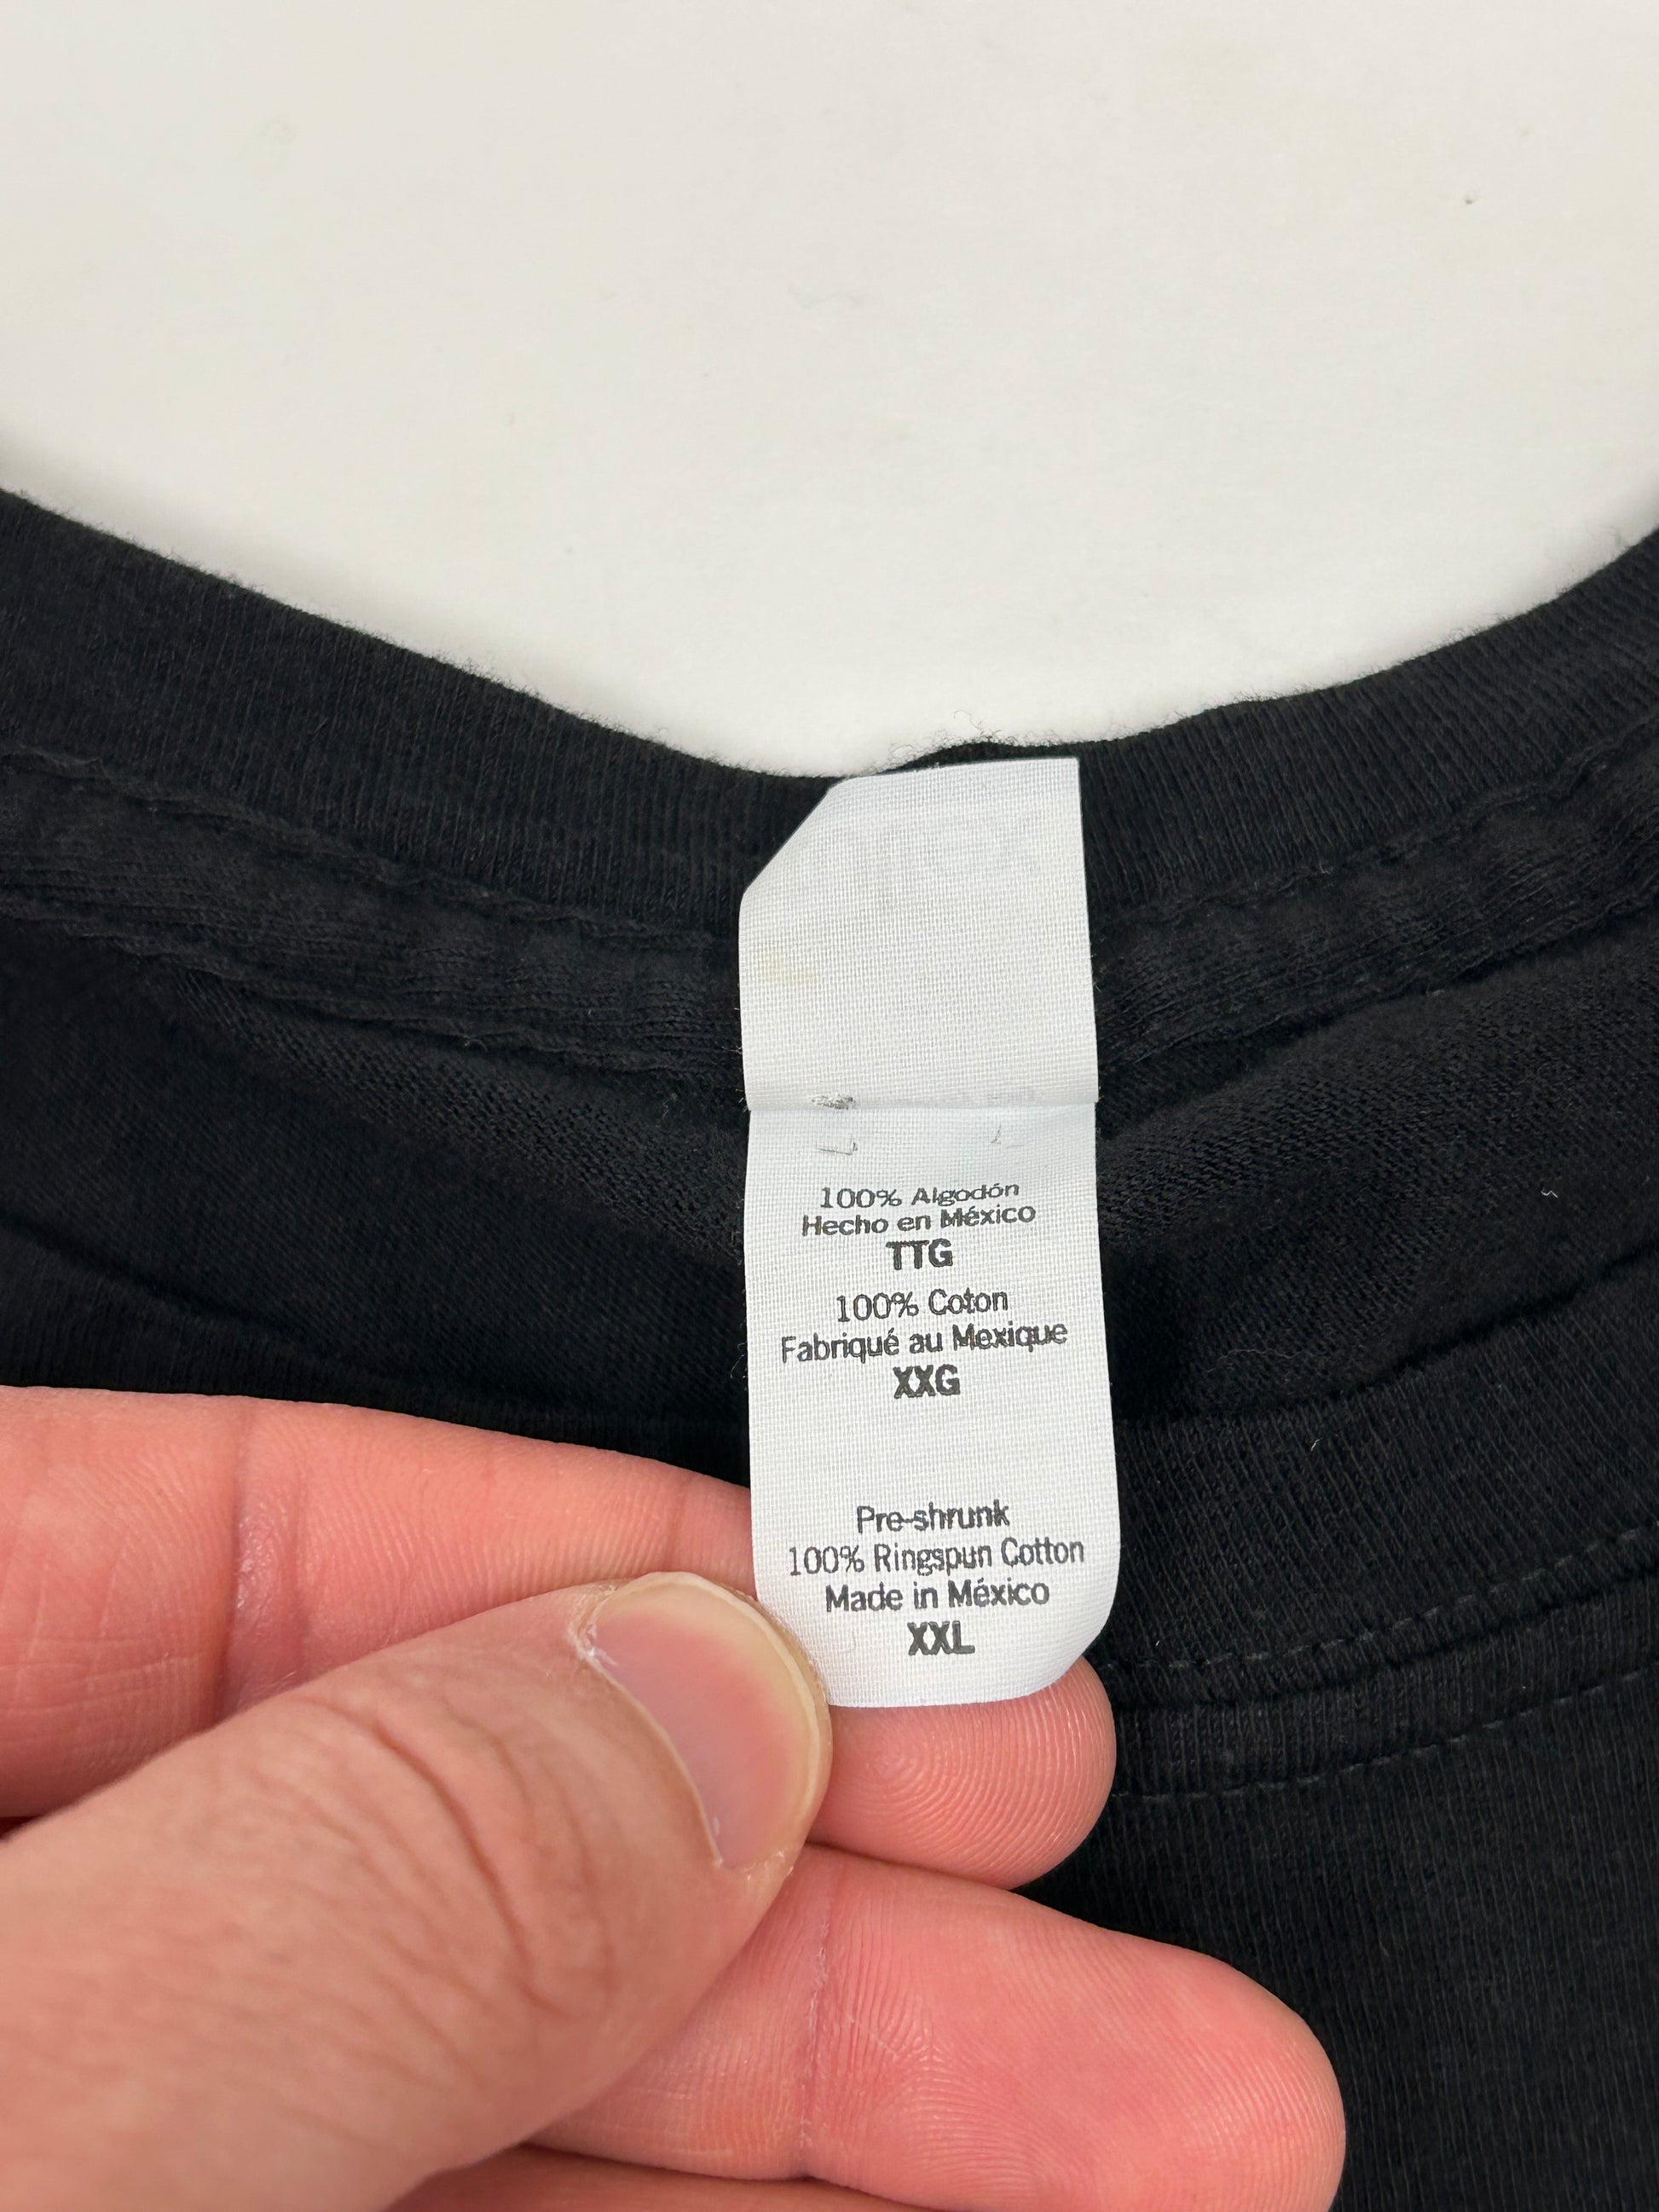 100% Algodón
Hecho en México
TTG
100% Coton
Fabriqué au Mexique
XXG
Pre-shrunk
100% Ringspun Cotton
Made in México
XXL